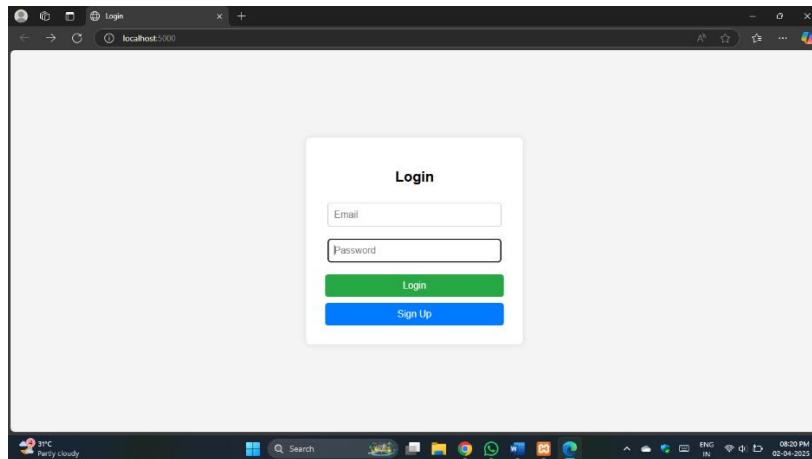 Login
localhost:5000
Login
Email
Password
Login
Sign Up
4
31°C
Partly cloudy
Search
ENG
IN
08:20 PM
02-04-2025